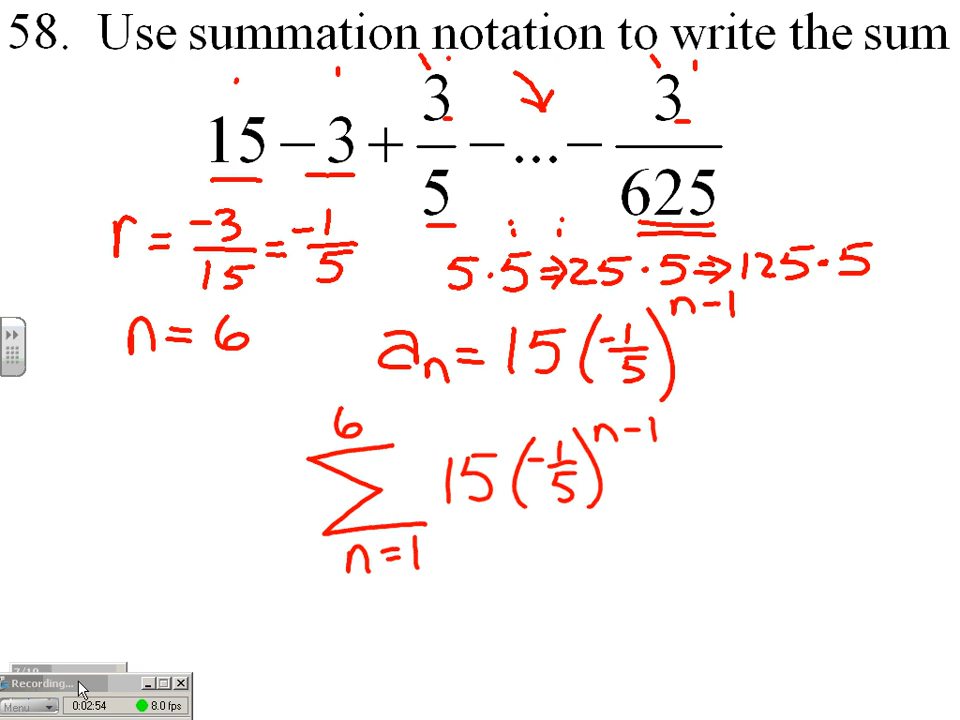 58. Use summation notation to write the sum
15 − 3 + 3/5 − ... − 3/625
r = -3/15 = -1/5
5 · 5 ⇒ 25 · 5 ⇒ 125 · 5
n = 6
aₙ = 15(-1/5)^(n-1)
6
Σ 15(-1/5)^(n-1)
n=1
Recording...
Menu 0:02:54 8.0 fps